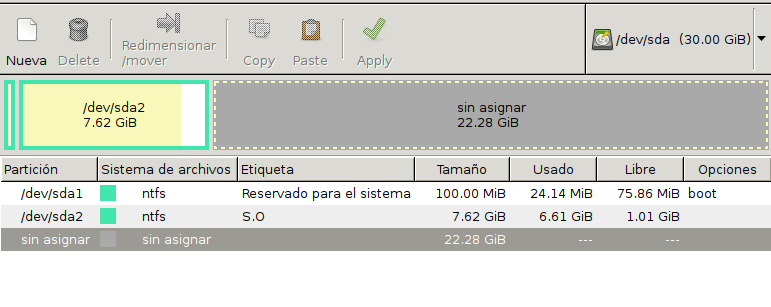 Nueva Delete Redimensionar
/mover Copy Paste Apply /dev/sda (30.00 GiB)
/dev/sda2
7.62 GiB
sin asignar
22.28 GiB
Partición Sistema de archivos Etiqueta Tamaño Usado Libre Opciones
/dev/sda1 ntfs Reservado para el sistema 100.00 MiB 24.14 MiB 75.86 MiB boot
/dev/sda2 ntfs S.O 7.62 GiB 6.61 GiB 1.01 GiB
sin asignar sin asignar 22.28 GiB --- ---